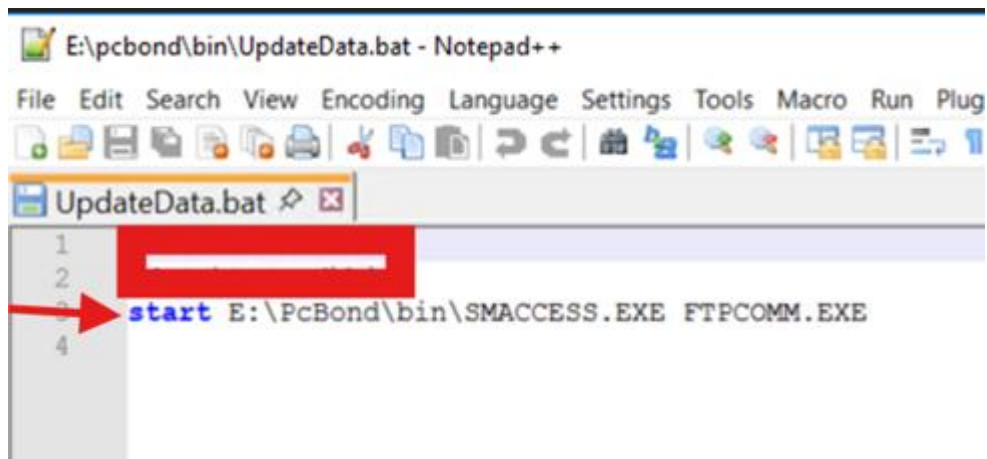 E:\pcbond\bin\UpdateData.bat - Notepad++
File Edit Search View Encoding Language Settings Tools Macro Run Plug
UpdateData.bat
1
2
start E:\PcBond\bin\SMACCESS.EXE FTPCOMM.EXE
4